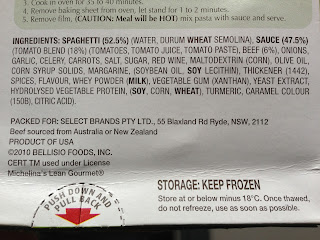 3. Cook in oven for 35 to 40 minutes.
4. Remove baking sheet from oven, let stand for 1 to 2 minutes.
5. Remove film, (CAUTION: Meal will be HOT) mix pasta with sauce and serve.
INGREDIENTS: SPAGHETTI (52.5%) (WATER, DURUM WHEAT SEMOLINA), SAUCE (47.5%)
(TOMATO BLEND (18%) (TOMATOES, TOMATO JUICE, TOMATO PASTE), BEEF (6%), ONIONS,
GARLIC, CELERY, CARROTS, SALT, SUGAR, RED WINE, MALTODEXTRIN (CORN), OLIVE OIL,
CORN SYRUP SOLIDS, MARGARINE, (SOYBEAN OIL, SOY LECITHIN), THICKENER (1442),
SPICES, FLAVOUR, WHEY POWDER (MILK), VEGETABLE GUM (XANTHAN), YEAST EXTRACT,
HYDROLYSED VEGETABLE PROTEIN, (SOY, CORN, WHEAT), TURMERIC, CARAMEL COLOUR
(150B), CITRIC ACID).
PACKED FOR: SELECT BRANDS PTY LTD., 55 Blaxland Rd Ryde, NSW, 2112
Beef sourced from Australia or New Zealand
PRODUCT OF USA
©2010 BELLISIO FOODS, INC.
CERT TM used under License
Michelina's Lean Gourmet®
PUSH DOWN AND
PULL BACK
STORAGE: KEEP FROZEN
Store at or below minus 18°C. Once thawed,
do not refreeze, use as soon as possible.